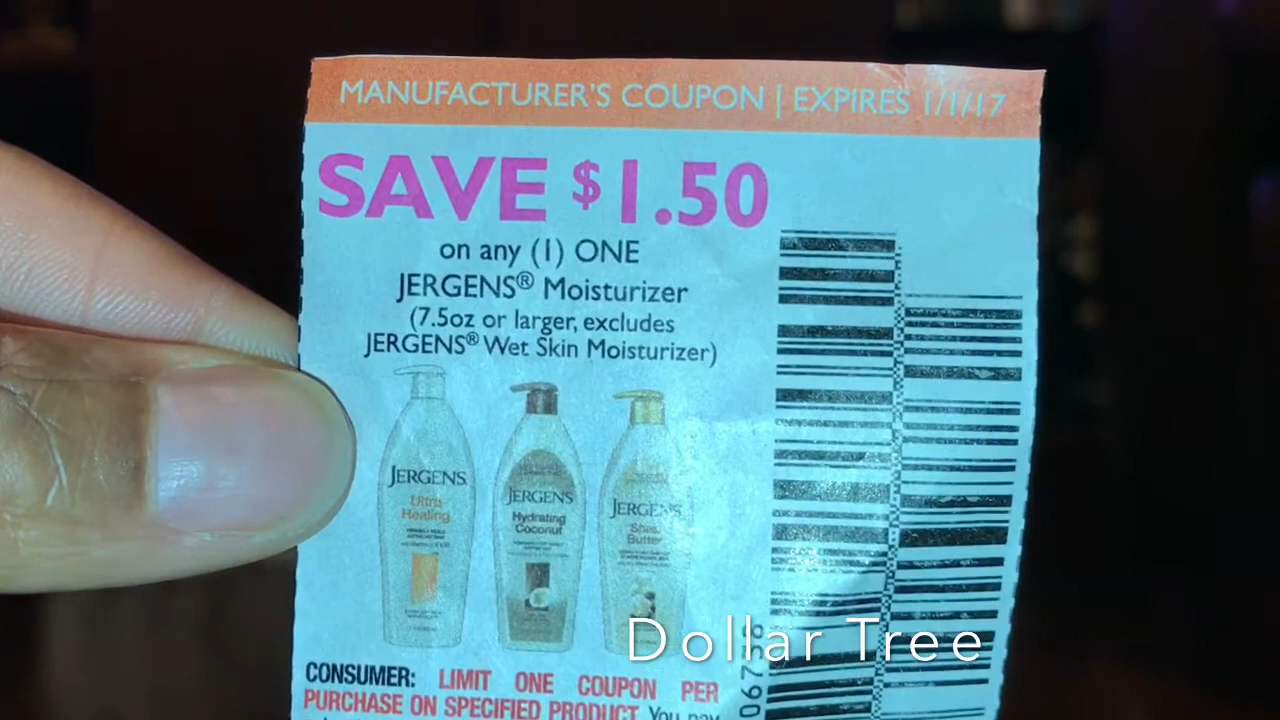 MANUFACTURER'S COUPON | EXPIRES 1/1/17
SAVE $1.50
on any (1) ONE
JERGENS® Moisturizer
(7.5oz or larger, excludes
JERGENS® Wet Skin Moisturizer)
JERGENS
Ultra
Healing
JERGENS
Hydrating
Coconut
JERGENS
Shea
Butter
CONSUMER: LIMIT ONE COUPON PER
PURCHASE ON SPECIFIED PRODUCT. You pay
Dollar Tree